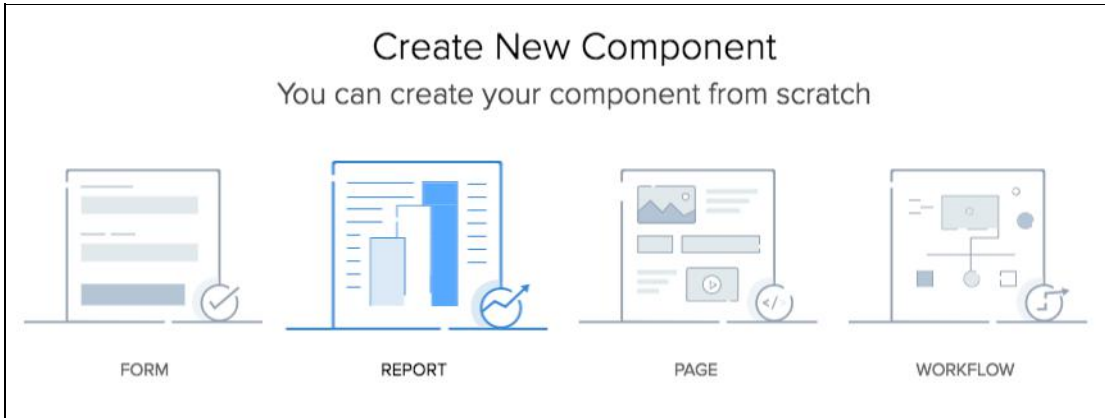 Create New Component
You can create your component from scratch
</>
FORM
REPORT
PAGE
WORKFLOW